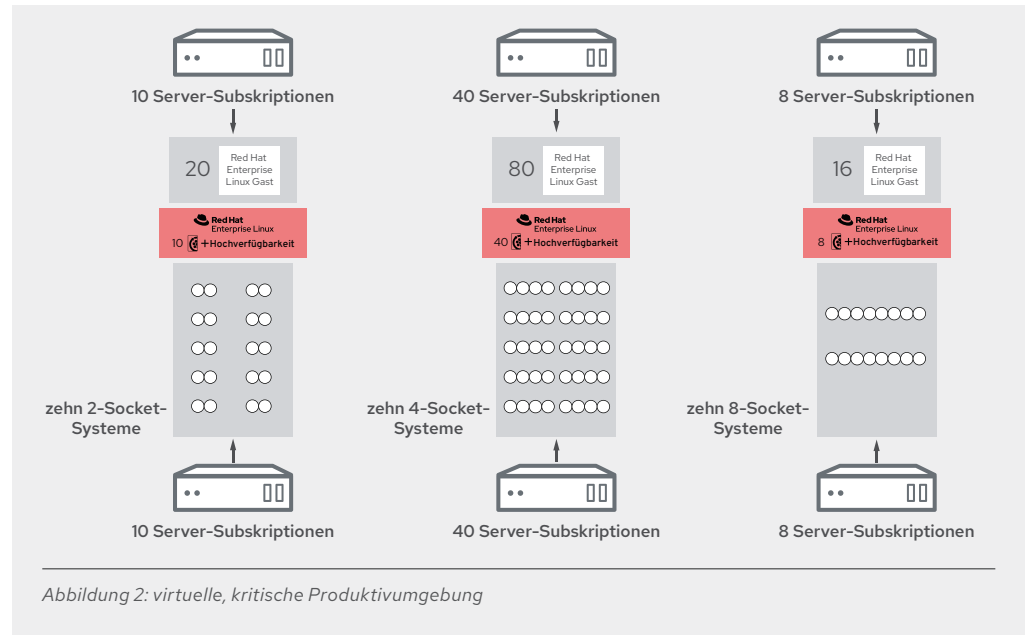 10 Server-Subskriptionen
20
Red Hat
Enterprise
Linux Gast
Red Hat
Enterprise Linux
10 +Hochverfügbarkeit
zehn 2-Socket-
Systeme
10 Server-Subskriptionen
40 Server-Subskriptionen
80
Red Hat
Enterprise
Linux Gast
Red Hat
Enterprise Linux
40 +Hochverfügbarkeit
zehn 4-Socket-
Systeme
40 Server-Subskriptionen
8 Server-Subskriptionen
16
Red Hat
Enterprise
Linux Gast
Red Hat
Enterprise Linux
8 +Hochverfügbarkeit
zehn 8-Socket-
Systeme
8 Server-Subskriptionen
Abbildung 2: virtuelle, kritische Produktivumgebung